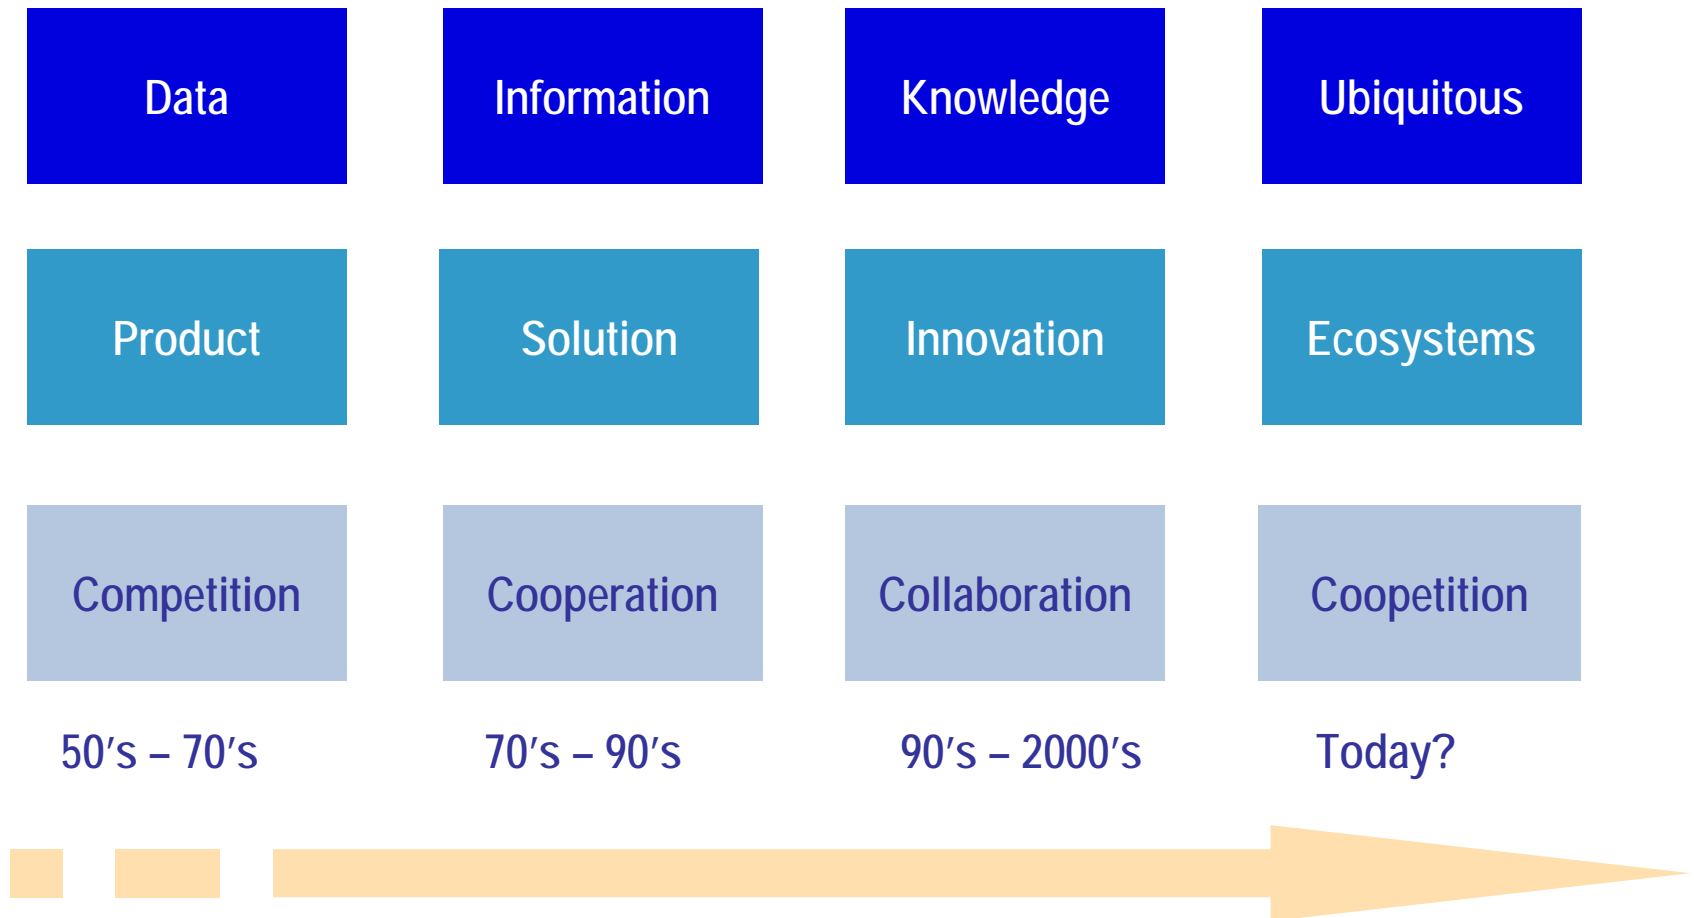 Data
Information
Knowledge
Ubiquitous
Product
Solution
Innovation
Ecosystems
Competition
Cooperation
Collaboration
Coopetition
50’s – 70’s
70’s – 90’s
90’s – 2000’s
Today?